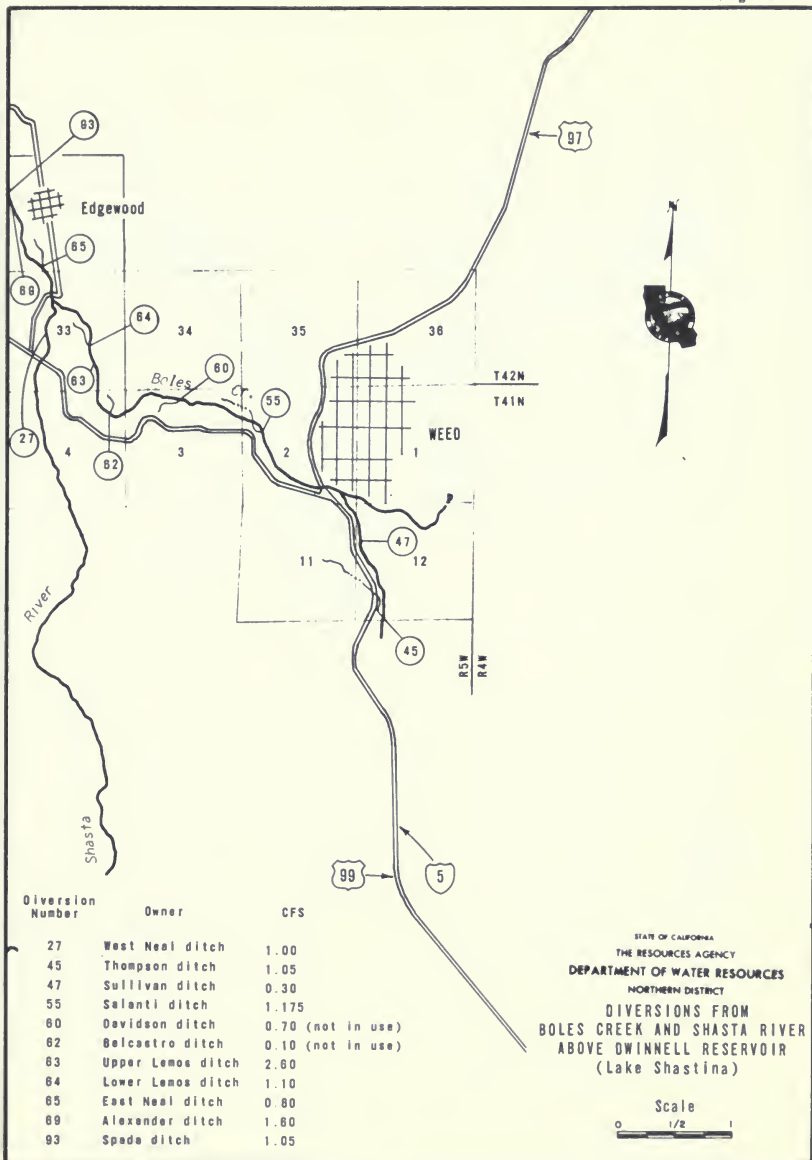 93
97
Edgewood
65
69
64
33
34
35
36
63
60
Boles
Cr.
T42N
T41N
55
WEED
27
4
62
3
2
1
47
11
12
River
45
R5W
R4W
Shasta
99
5
Diversion
Number Owner CFS
27 West Neal ditch 1.00
45 Thompson ditch 1.05
47 Sullivan ditch 0.30
55 Salanti ditch 1.175
60 Davidson ditch 0.70 (not in use)
62 Belcastro ditch 0.10 (not in use)
63 Upper Lemos ditch 2.60
64 Lower Lemos ditch 1.10
65 East Neal ditch 0.80
69 Alexander ditch 1.60
93 Spada ditch 1.05
STATE OF CALIFORNIA
THE RESOURCES AGENCY
DEPARTMENT OF WATER RESOURCES
NORTHERN DISTRICT
DIVERSIONS FROM
BOLES CREEK AND SHASTA RIVER
ABOVE DWINNELL RESERVOIR
(Lake Shastina)
Scale
0 1/2 1